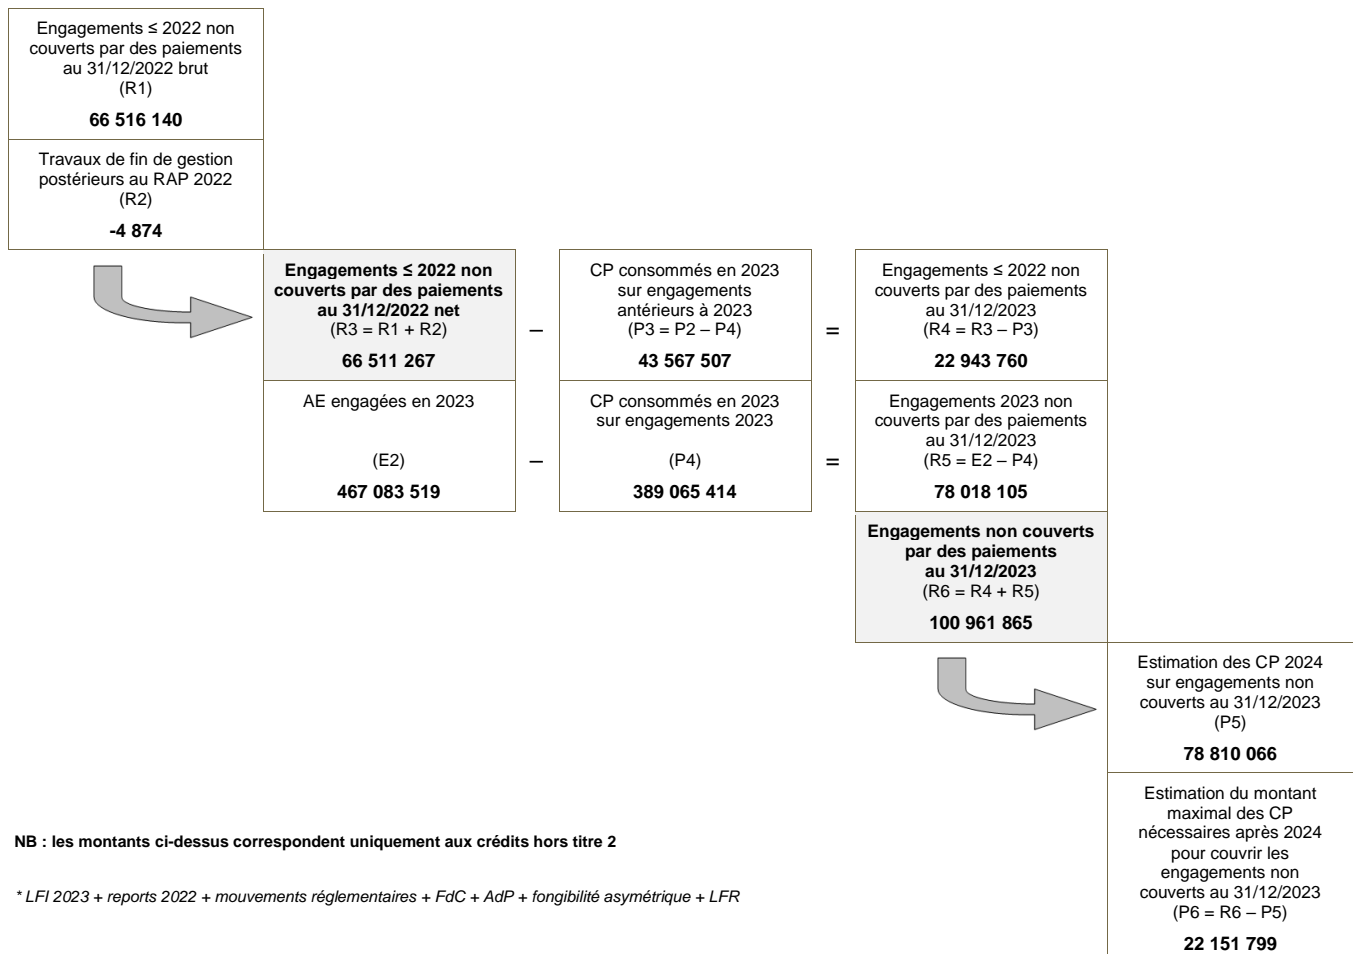 Engagements ≤ 2022 non
couverts par des paiements
au 31/12/2022 brut
(R1)
66 516 140
Travaux de fin de gestion
postérieurs au RAP 2022
(R2)
-4 874
Engagements ≤ 2022 non
couverts par des paiements
au 31/12/2022 net
(R3 = R1 + R2)
66 511 267
–
CP consommés en 2023
sur engagements
antérieurs à 2023
(P3 = P2 – P4)
43 567 507
=
Engagements ≤ 2022 non
couverts par des paiements
au 31/12/2023
(R4 = R3 – P3)
22 943 760
AE engagées en 2023
(E2)
467 083 519
–
CP consommés en 2023
sur engagements 2023
(P4)
389 065 414
=
Engagements 2023 non
couverts par des paiements
au 31/12/2023
(R5 = E2 – P4)
78 018 105
Engagements non couverts
par des paiements
au 31/12/2023
(R6 = R4 + R5)
100 961 865
Estimation des CP 2024
sur engagements non
couverts au 31/12/2023
(P5)
78 810 066
Estimation du montant
maximal des CP
nécessaires après 2024
pour couvrir les
engagements non
couverts au 31/12/2023
(P6 = R6 – P5)
22 151 799
NB : les montants ci-dessus correspondent uniquement aux crédits hors titre 2
* LFI 2023 + reports 2022 + mouvements réglementaires + FdC + AdP + fongibilité asymétrique + LFR